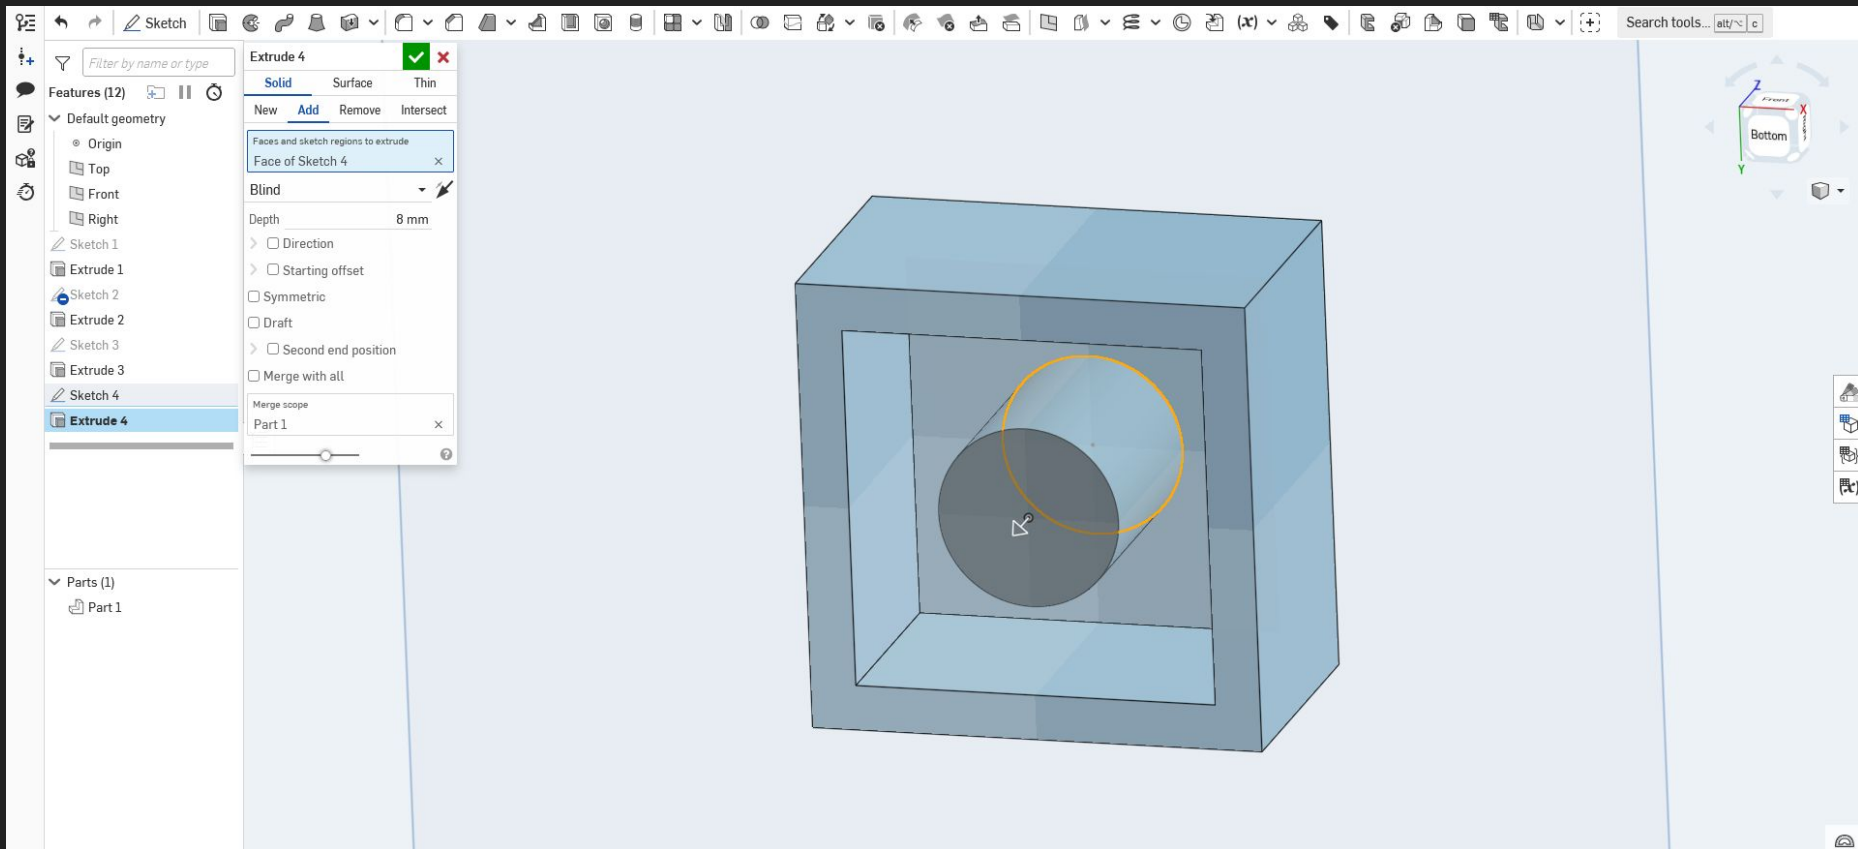 Sketch
(x)
Search tools... alt/⌥ c
Filter by name or type
Features (12)
Default geometry
Origin
Top
Front
Right
Sketch 1
Extrude 1
Sketch 2
Extrude 2
Sketch 3
Extrude 3
Sketch 4
Extrude 4
Parts (1)
Part 1
Extrude 4
Solid Surface Thin
New Add Remove Intersect
Faces and sketch regions to extrude
Face of Sketch 4
Blind
Depth 8 mm
Direction
Starting offset
Symmetric
Draft
Second end position
Merge with all
Merge scope
Part 1
Z
Front
X
Bottom
Y